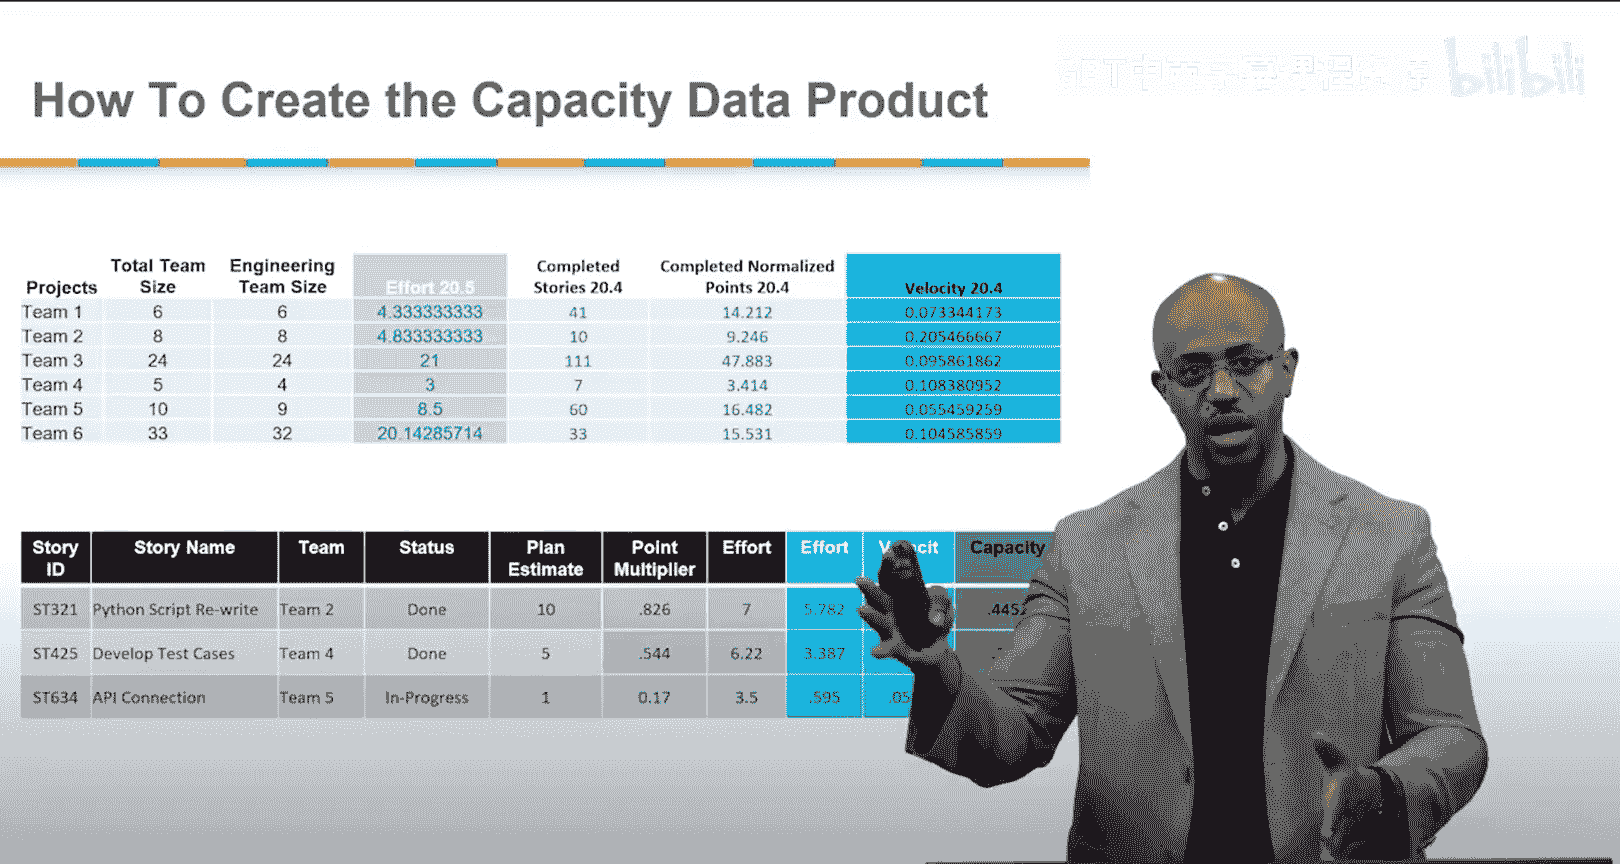 bilibili
How To Create the Capacity Data Product
Projects Total Team Size Engineering Team Size Effort 20.5 Completed Stories 20.4 Completed Normalized Points 20.4 Velocity 20.4
Team 1 6 6 4.333333333 41 14.212 0.073344173
Team 2 8 8 4.833333333 10 9.246 0.205466667
Team 3 24 24 21 111 47.883 0.095861862
Team 4 5 4 3 7 3.414 0.108380952
Team 5 10 9 8.5 60 16.482 0.055459259
Team 6 33 32 20.14285714 33 15.531 0.104585859
Story ID Story Name Team Status Plan Estimate Point Multiplier Effort Effort Capacity
ST321 Python Script Re-write Team 2 Done 10 .826 7 5.782 .445
ST425 Develop Test Cases Team 4 Done 5 .544 6.22 3.387
ST634 API Connection Team 5 In-Progress 1 0.17 3.5 .595 .05